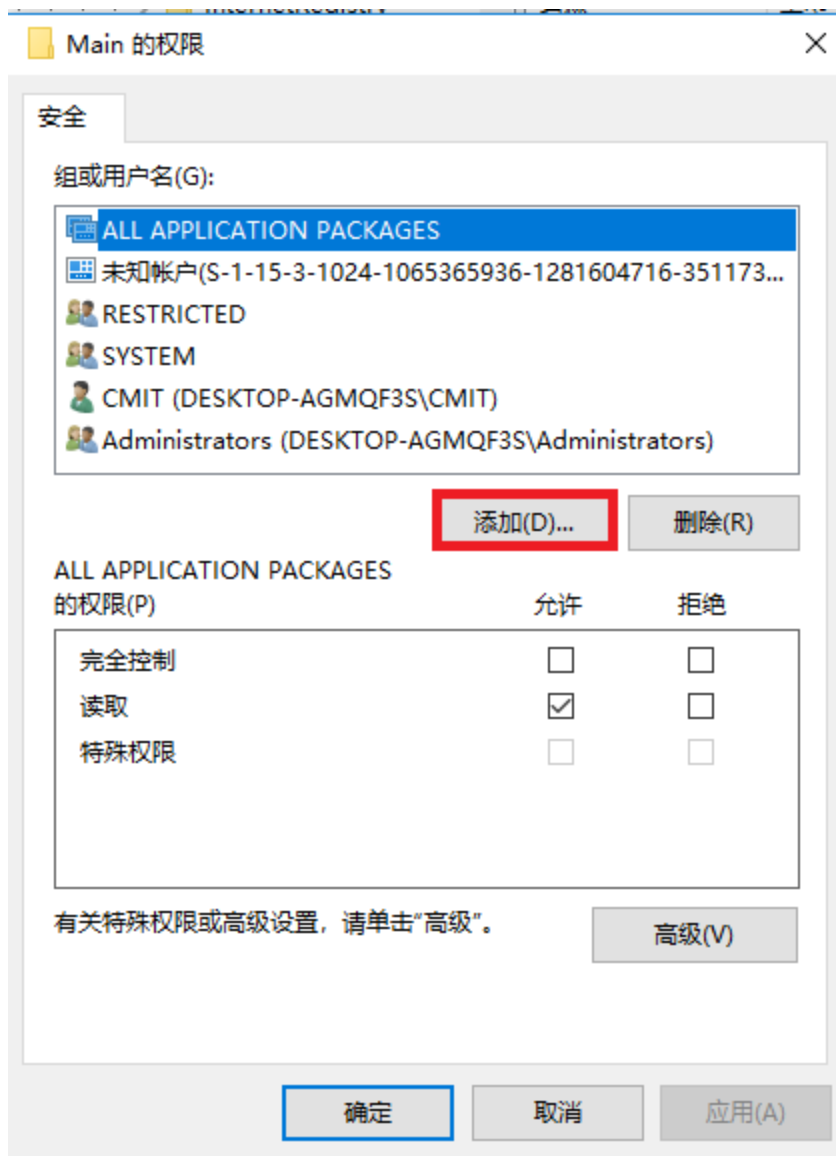 Main 的权限
安全
组或用户名(G):
ALL APPLICATION PACKAGES
未知帐户(S-1-15-3-1024-1065365936-1281604716-351173...
RESTRICTED
SYSTEM
CMIT (DESKTOP-AGMQF3S\CMIT)
Administrators (DESKTOP-AGMQF3S\Administrators)
添加(D)... 删除(R)
ALL APPLICATION PACKAGES
的权限(P) 允许 拒绝
完全控制
读取
特殊权限
有关特殊权限或高级设置，请单击“高级”。
高级(V)
确定 取消 应用(A)